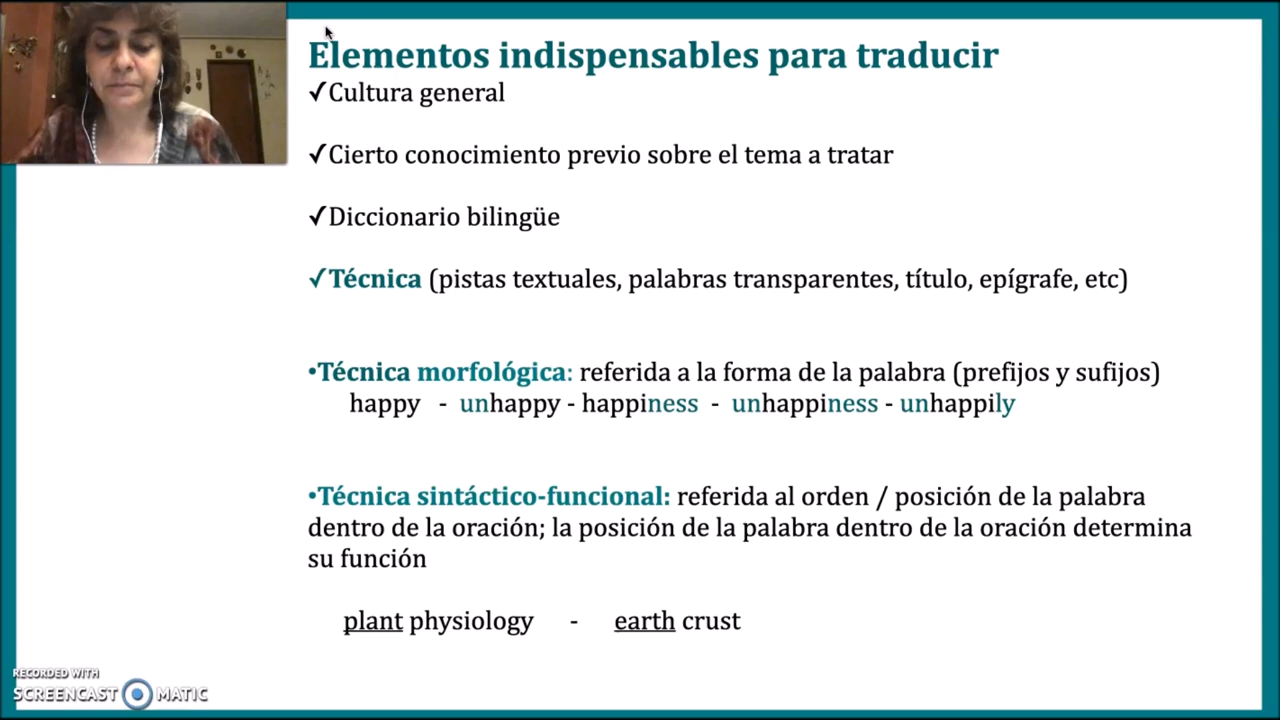 Elementos indispensables para traducir
✓Cultura general
✓Cierto conocimiento previo sobre el tema a tratar
✓Diccionario bilingüe
✓Técnica (pistas textuales, palabras transparentes, título, epígrafe, etc)
•Técnica morfológica: referida a la forma de la palabra (prefijos y sufijos)
happy - unhappy - happiness - unhappiness - unhappily
•Técnica sintáctico-funcional: referida al orden / posición de la palabra
dentro de la oración; la posición de la palabra dentro de la oración determina
su función
plant physiology - earth crust
RECORDED WITH
SCREENCAST MATIC